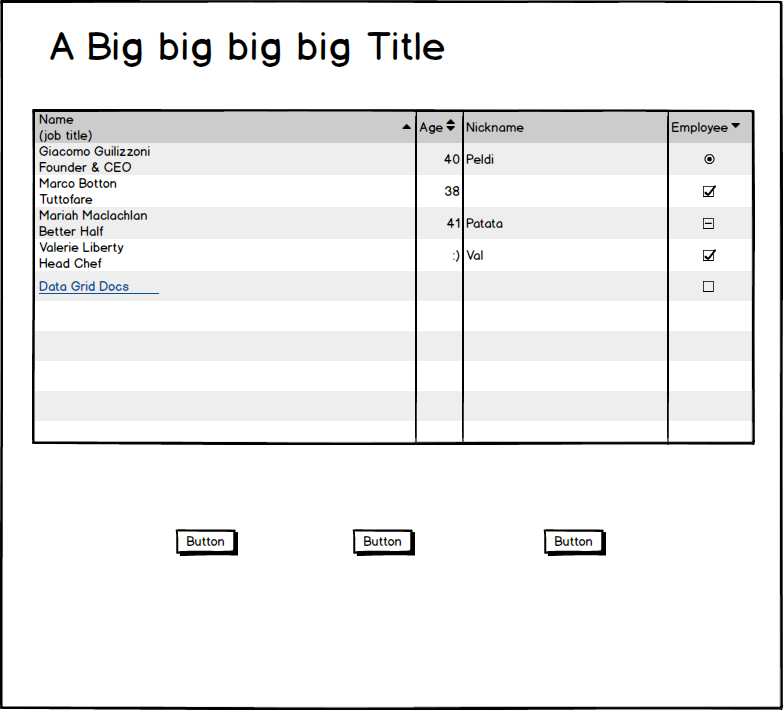 A Big big big big Title
Name
(job title)
Age
Nickname
Employee
Giacomo Guilizzoni
Founder & CEO
40
Peldi
Marco Botton
Tuttofare
38
Mariah Maclachlan
Better Half
41
Patata
Valerie Liberty
Head Chef
:)
Val
Data Grid Docs
Button
Button
Button